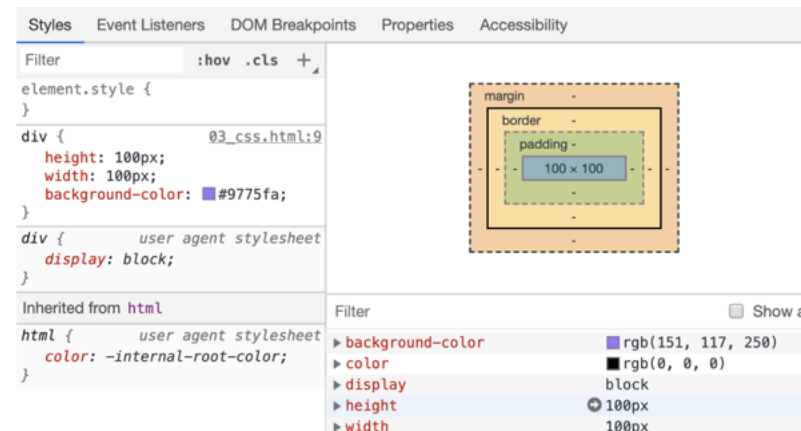 Styles Event Listeners DOM Breakpoints Properties Accessibility
Filter :hov .cls +
element.style {
}
div { 03_css.html:9
height: 100px;
width: 100px;
background-color: #9775fa;
}
div { user agent stylesheet
display: block;
}
Inherited from html
html { user agent stylesheet
color: -internal-root-color;
}
margin -
border -
padding -
- - - 100 × 100 - - -
-
-
-
Filter Show a
background-color rgb(151, 117, 250)
color rgb(0, 0, 0)
display block
height 100px
width 100px